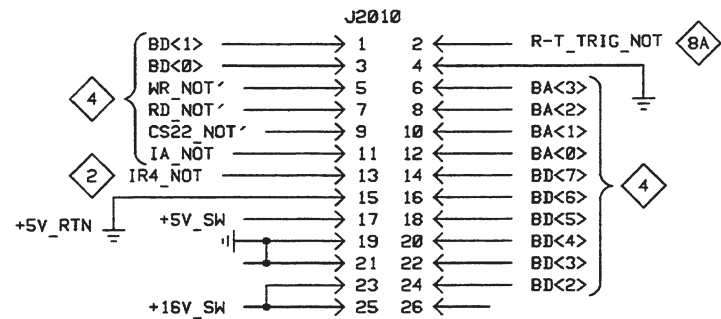 J2010
BD<1> 1 2 R-T_TRIG_NOT 8A
BD<0> 3 4
WR_NOT' 5 6 BA<3>
4 RD_NOT' 7 8 BA<2>
CS22_NOT' 9 10 BA<1>
IA_NOT 11 12 BA<0>
2 IR4_NOT 13 14 BD<7> 4
15 16 BD<6>
+5V_RTN +5V_SW 17 18 BD<5>
19 20 BD<4>
21 22 BD<3>
23 24 BD<2>
+16V_SW 25 26